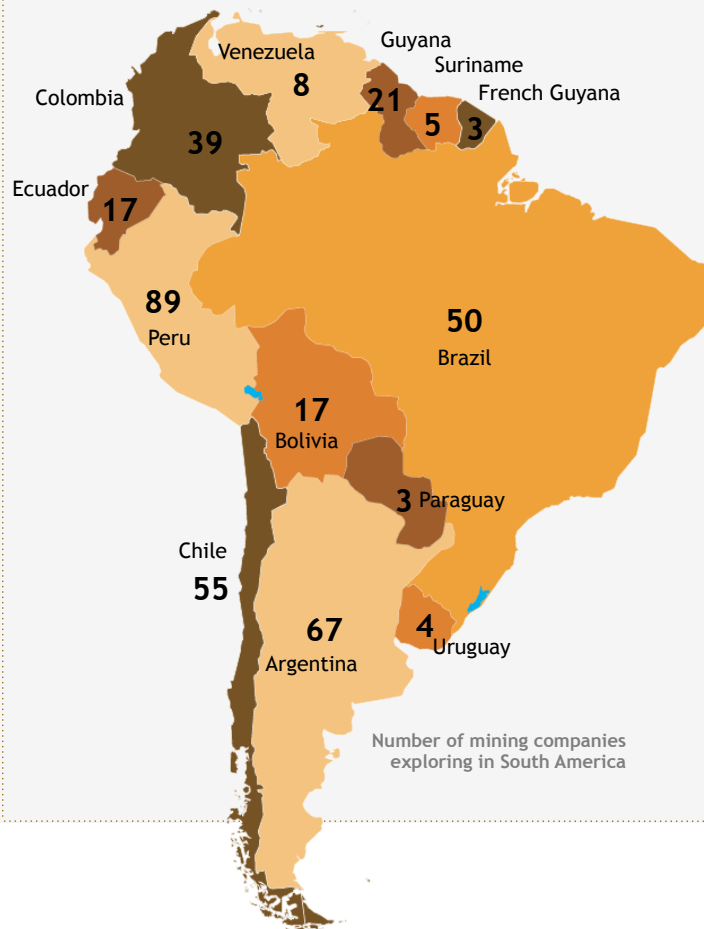 Guyana
Venezuela
Suriname
8
French Guyana
Colombia
21
5
3
39
Ecuador
17
89
Peru
50
Brazil
17
Bolivia
3 Paraguay
Chile
55
67
Argentina
4
Uruguay
Number of mining companies
exploring in South America